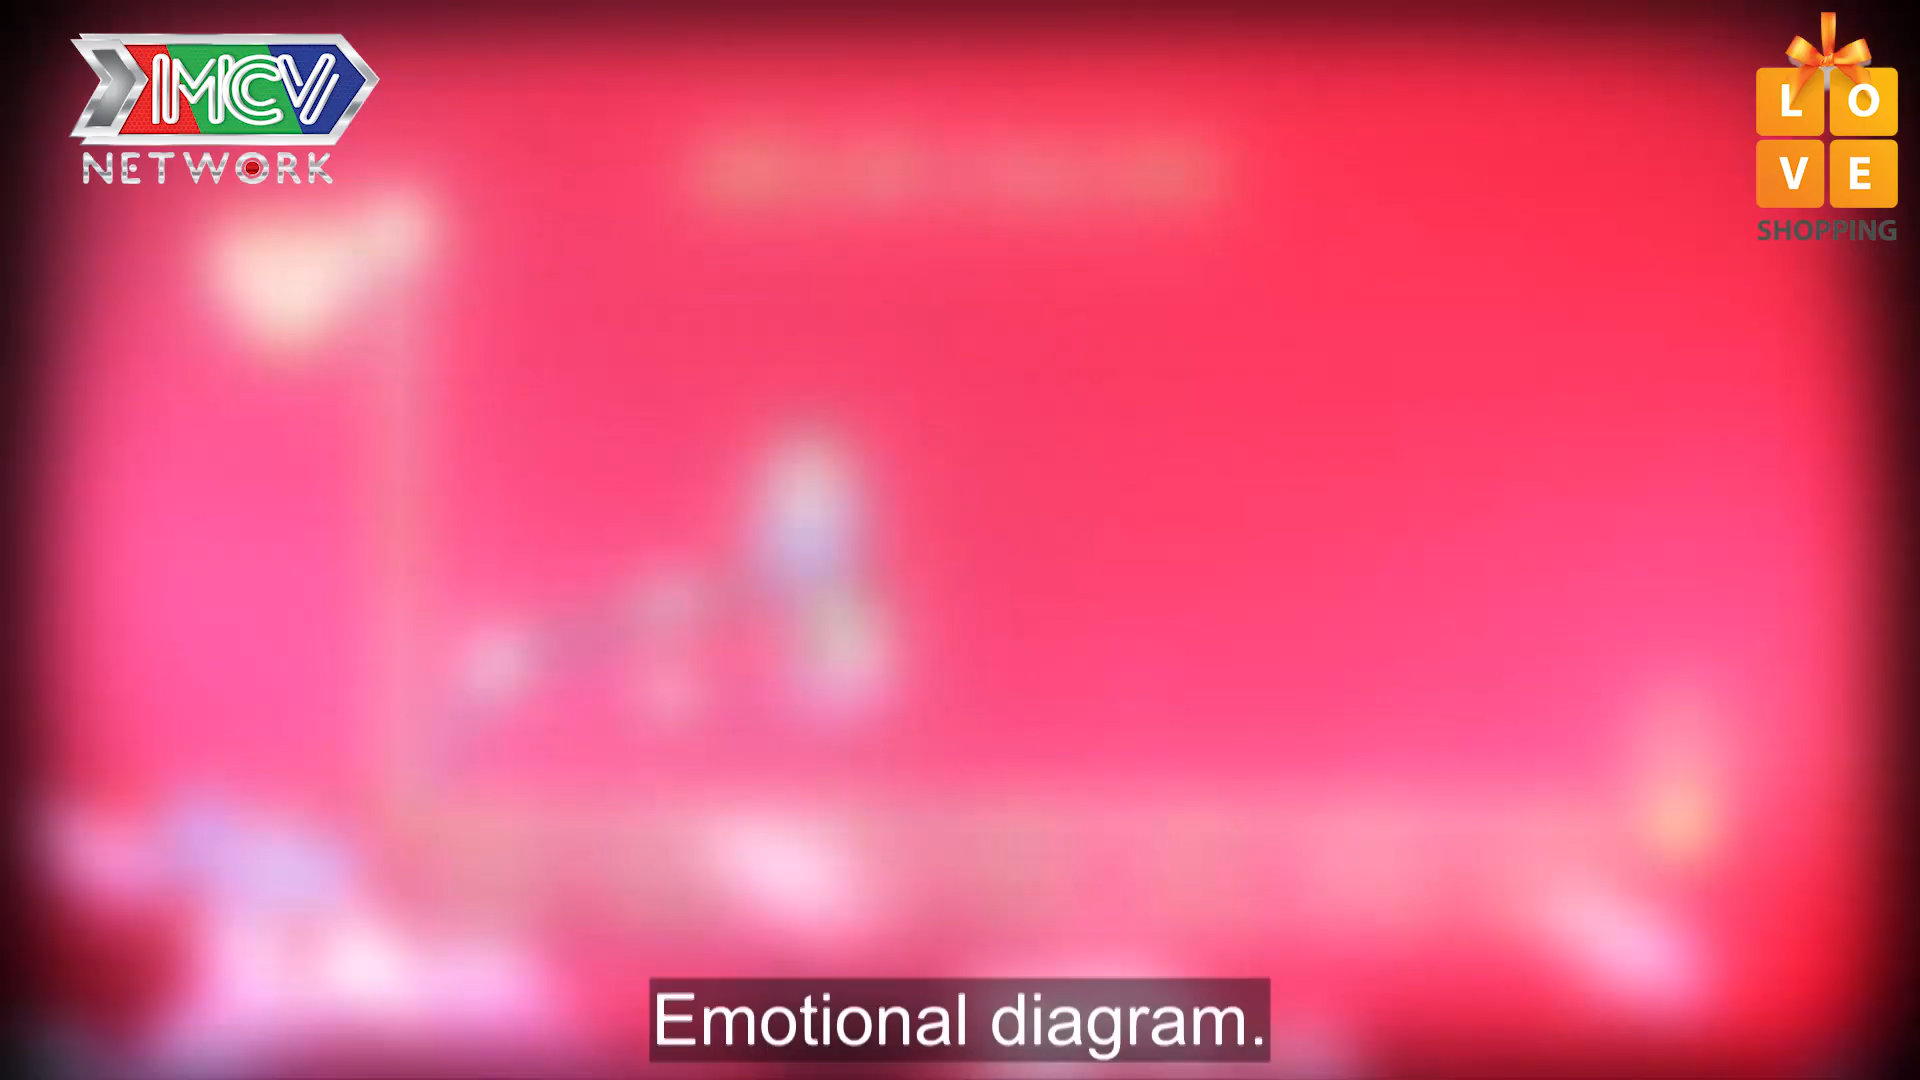 MCV
NETWORK
L O
V E
SHOPPING
Emotional diagram.